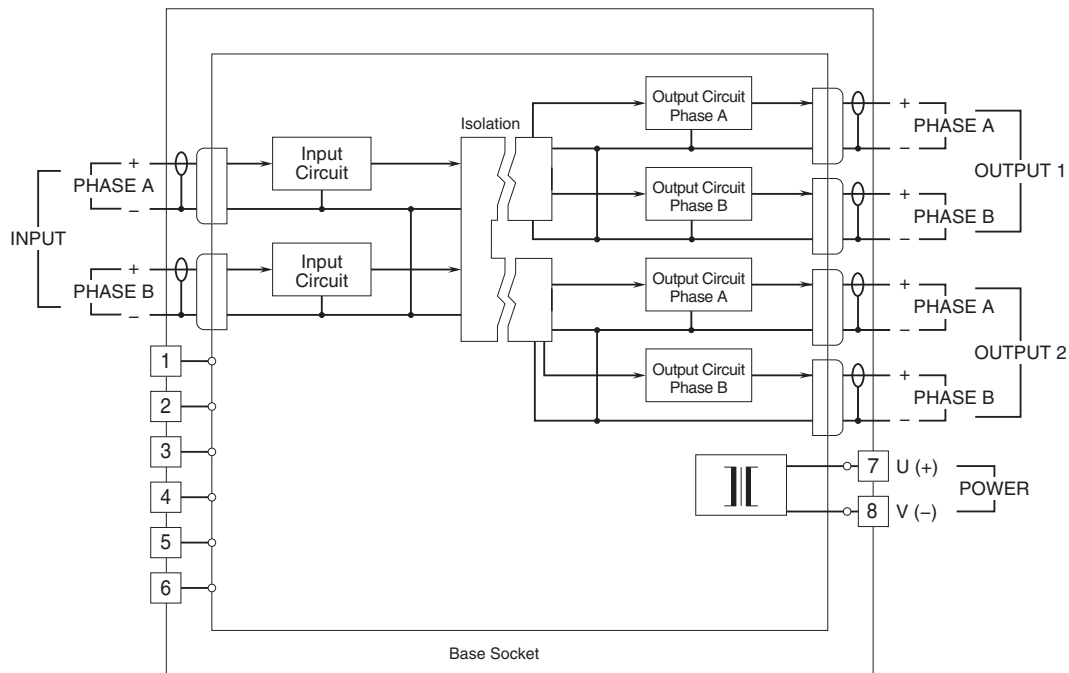 Isolation
Input
Circuit
Input
Circuit
Output Circuit
Phase A
Output Circuit
Phase B
Output Circuit
Phase A
Output Circuit
Phase B
INPUT
+
PHASE A
–
+
PHASE B
–
1
2
3
4
5
6
+
PHASE A
–
+
PHASE B
–
OUTPUT 1
+
PHASE A
–
+
PHASE B
–
OUTPUT 2
7 U (+)
8 V (–)
POWER
Base Socket